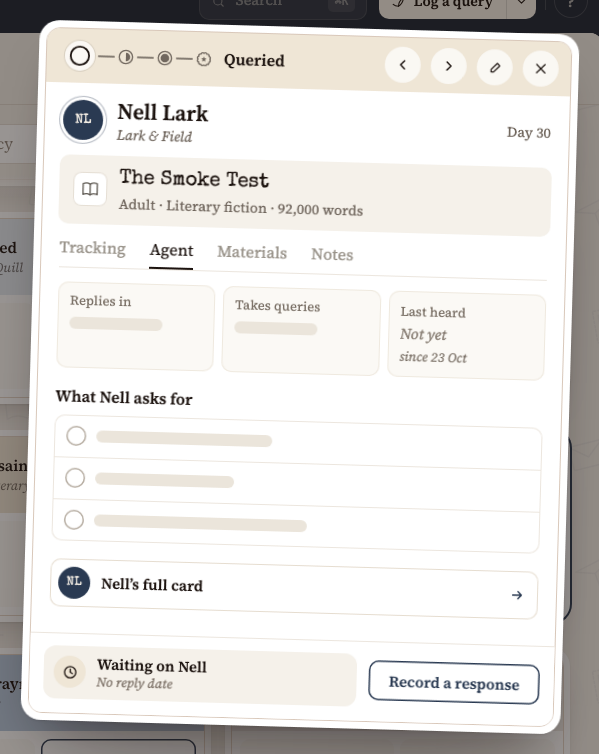 Search
⌘K
Log a query
?
Queried
NL
Nell Lark
Lark & Field
Day 30
The Smoke Test
Adult · Literary fiction · 92,000 words
Tracking
Agent
Materials
Notes
Replies in
Takes queries
Last heard
Not yet
since 23 Oct
What Nell asks for
NL
Nell's full card
Waiting on Nell
No reply date
Record a response
Quill